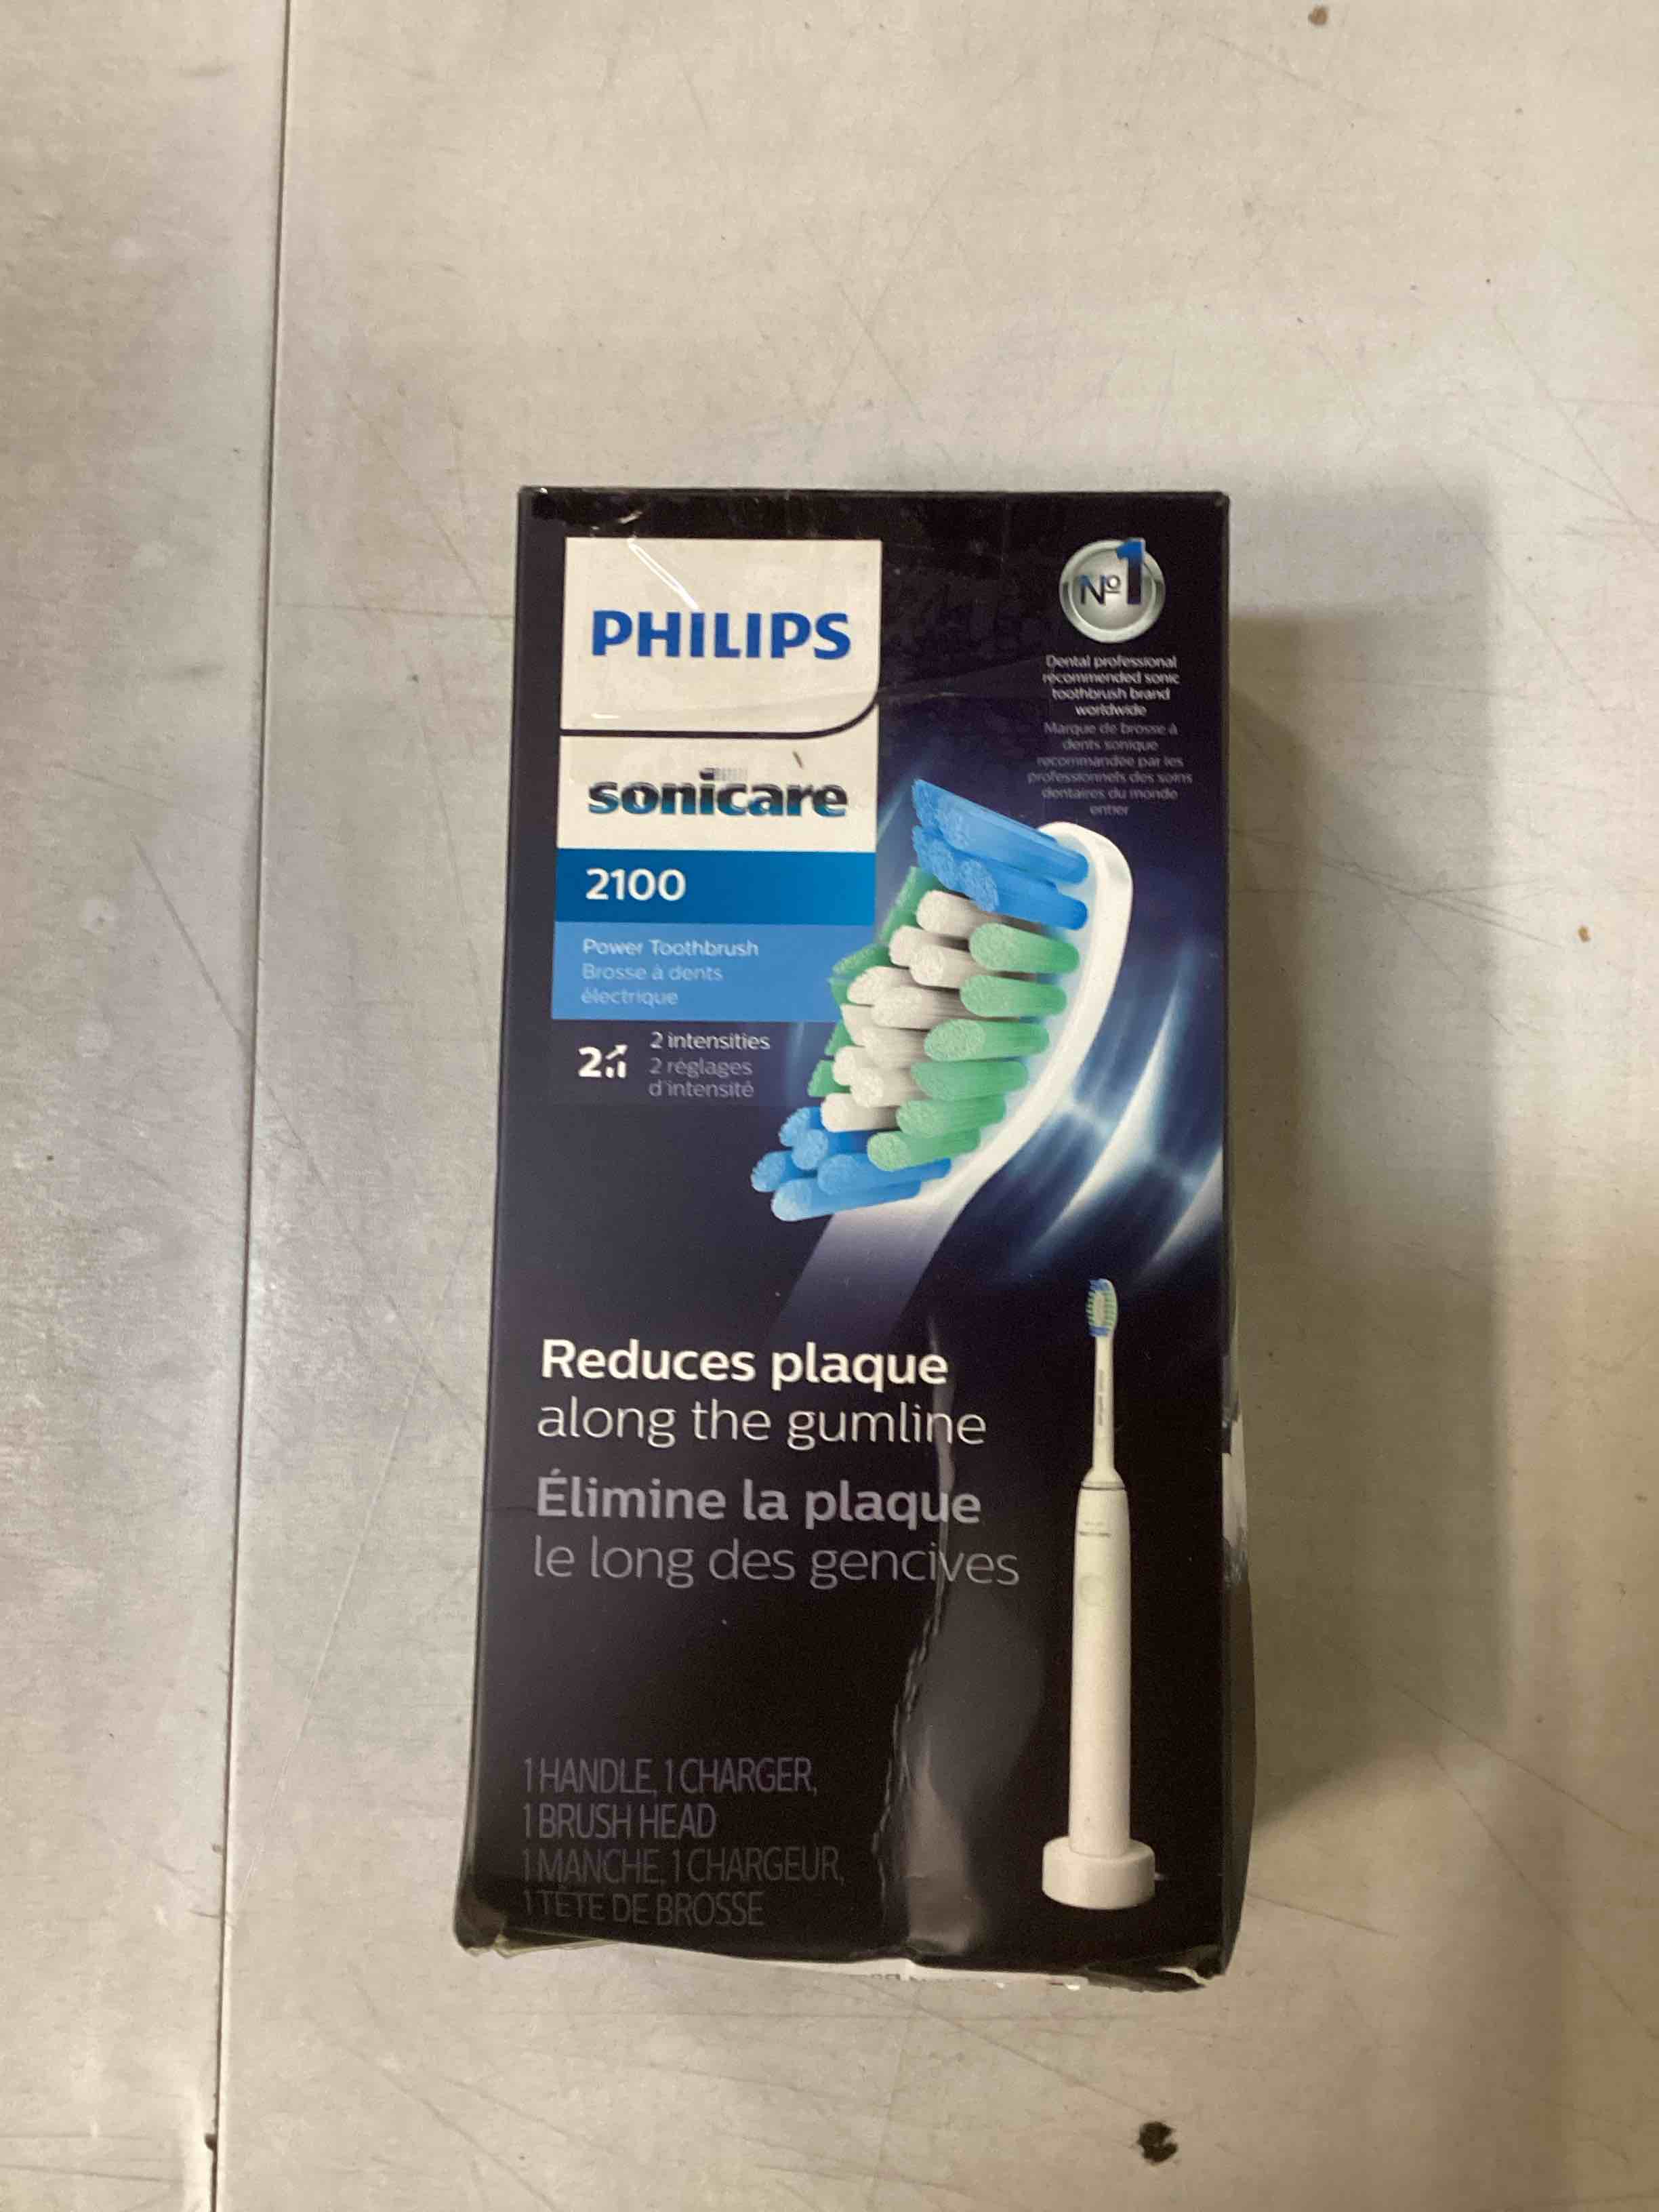 PHILIPS
sonicare
2100
Power Toothbrush
Brosse à dents
électrique
2
2 intensities
2 réglages
d'intensité
Nº1
Dental professional
recommended sonic
toothbrush brand
worldwide
Marque de brosse à
dents sonique
recommandée par les
professionnels des soins
dentaires du monde
entier
Reduces plaque
along the gumline
Élimine la plaque
le long des gencives
1 HANDLE, 1 CHARGER,
1 BRUSH HEAD
1 MANCHE, 1 CHARGEUR,
1 TÊTE DE BROSSE